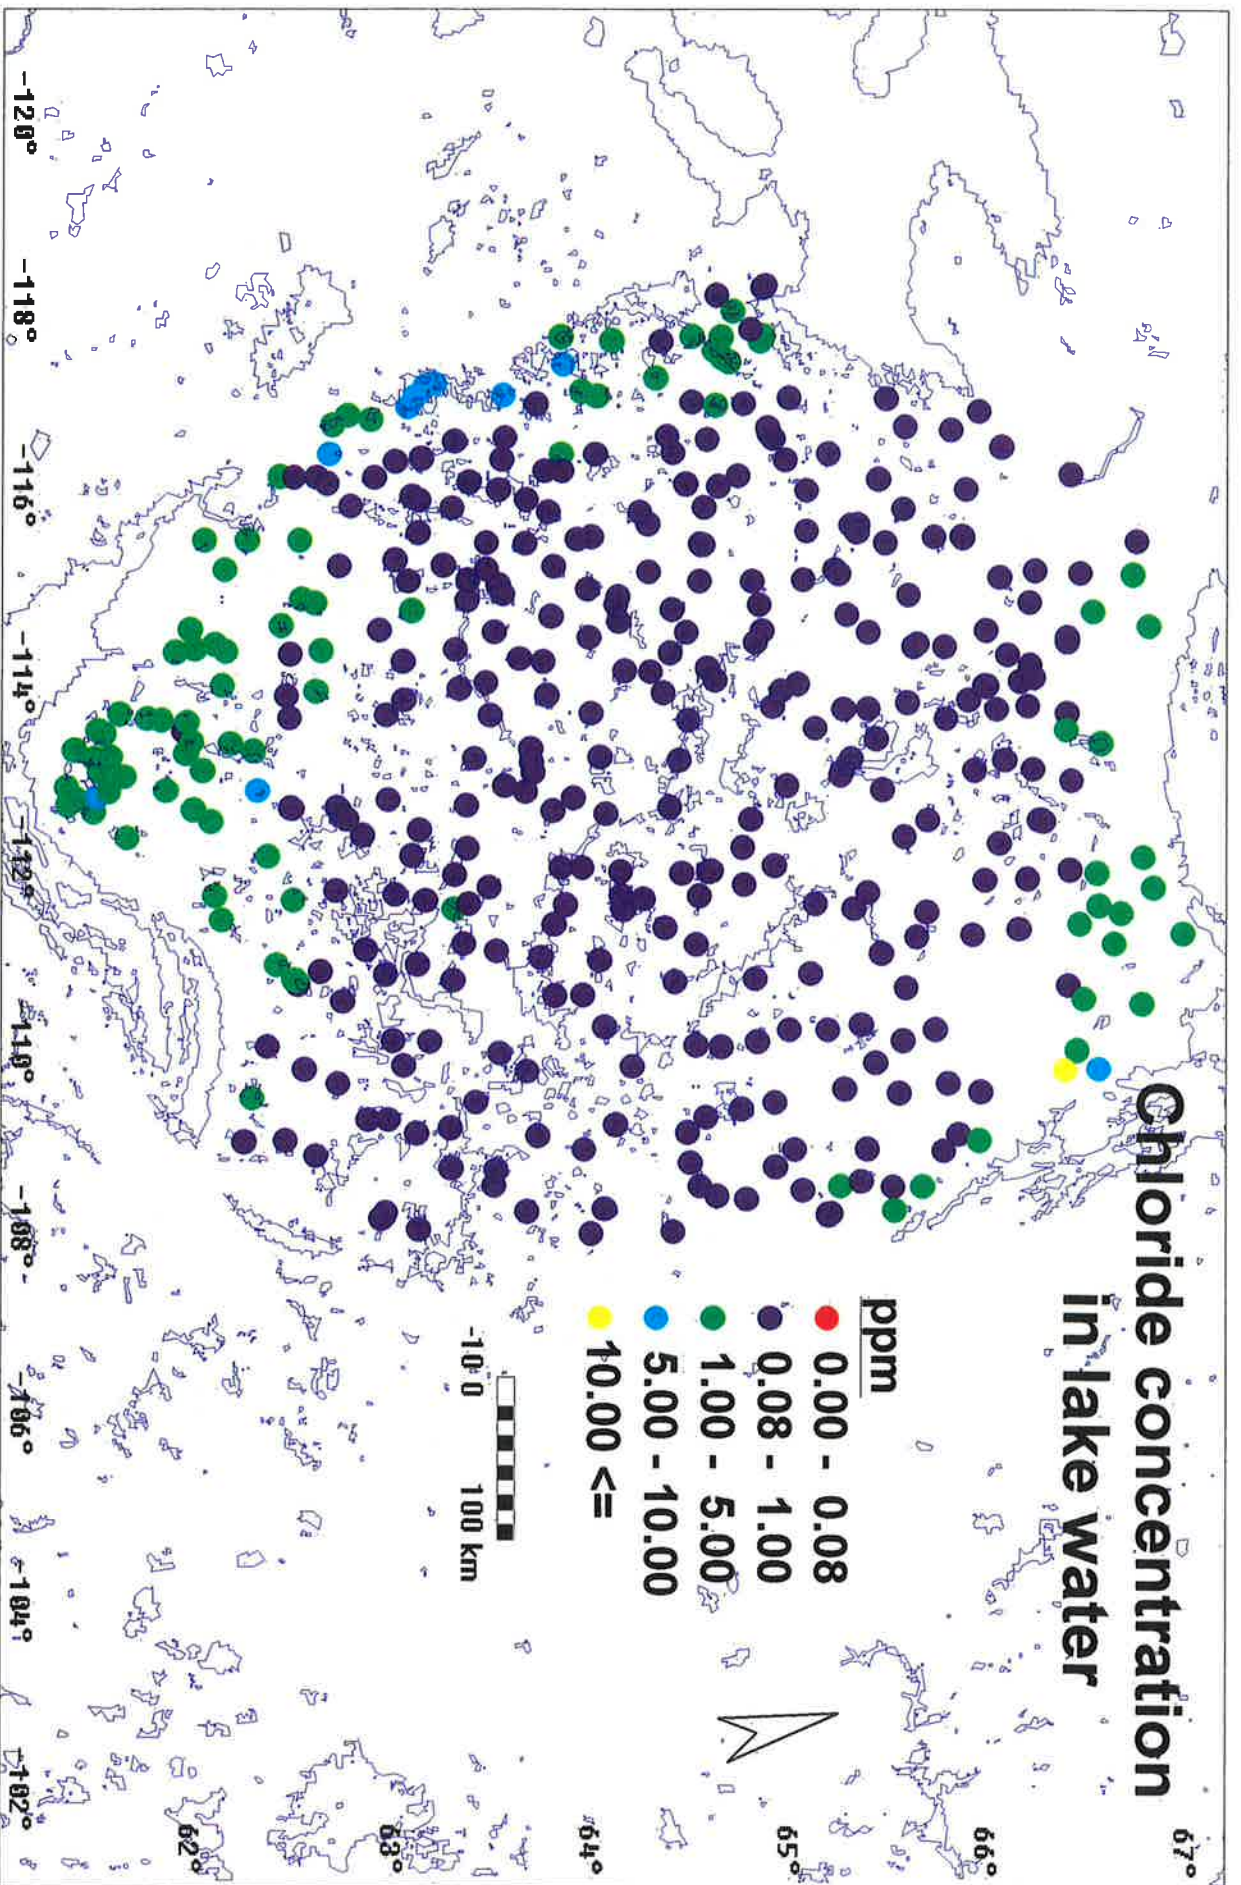 Chloride concentration
in lake water
ppm
0.00 - 0.08
0.08 - 1.00
1.00 - 5.00
5.00 - 10.00
10.00 <=
-10 0 100 km
67°
66°
65°
64°
63°
62°
-120° -118° -116° -114° -112° -110° -108° -106° -104° -102°